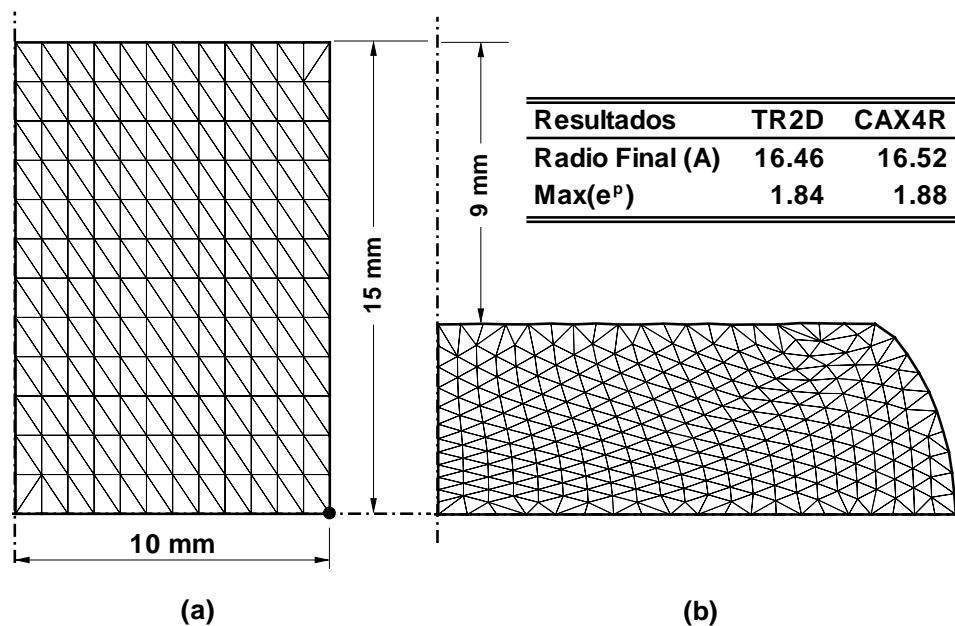 15 mm
10 mm
(a)
9 mm
Resultados TR2D CAX4R
Radio Final (A) 16.46 16.52
Max(eᵖ) 1.84 1.88
(b)